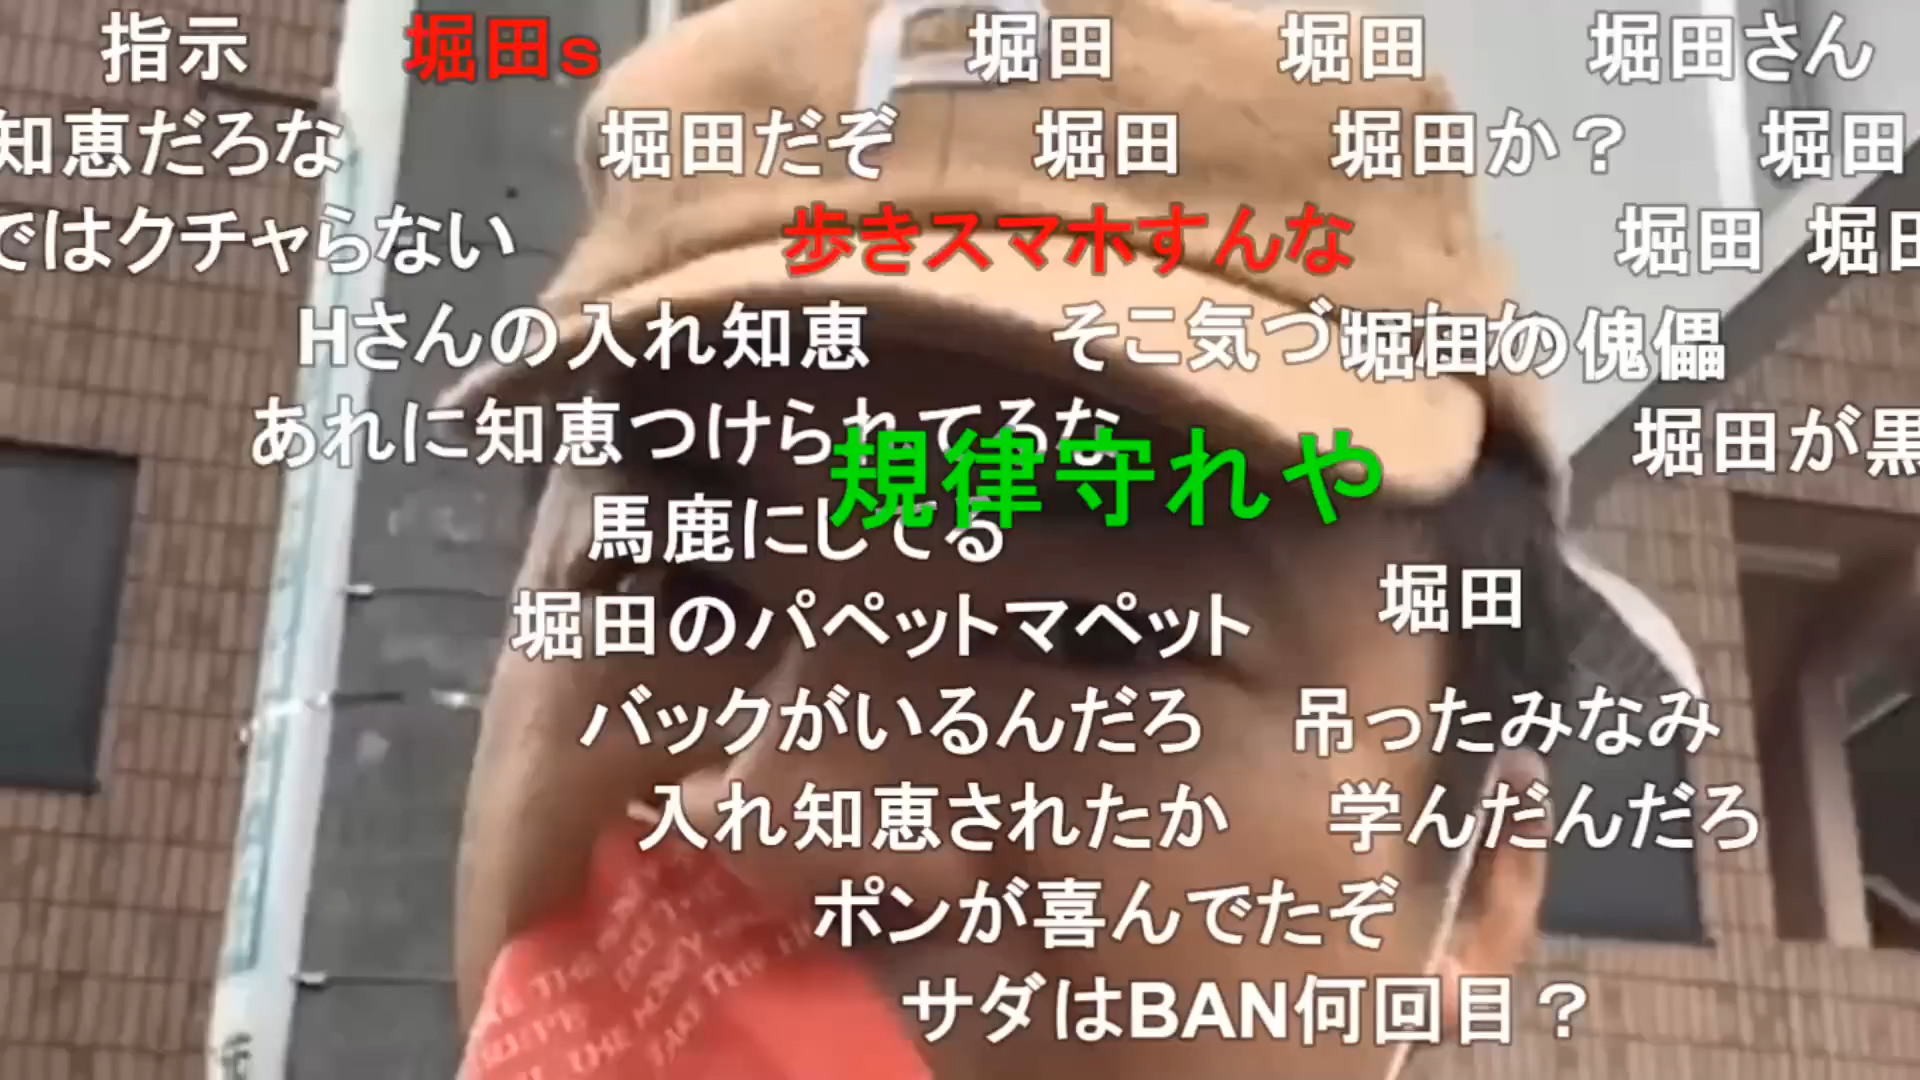 指示 堀田s 堀田 堀田 堀田さん
知恵だろな 堀田だぞ 堀田 堀田か？ 堀田
ではクチャらない 歩きスマホすんな 堀田 堀田
Hさんの入れ知恵 そこ気づ 堀田の傀儡
あれに知恵つけられてるな 堀田が黒
規律守れや
馬鹿にしてる
堀田のパペットマペット 堀田
バックがいるんだろ 吊ったみなみ
入れ知恵されたか 学んだんだろ
ポンが喜んでたぞ
サダはBAN何回目？